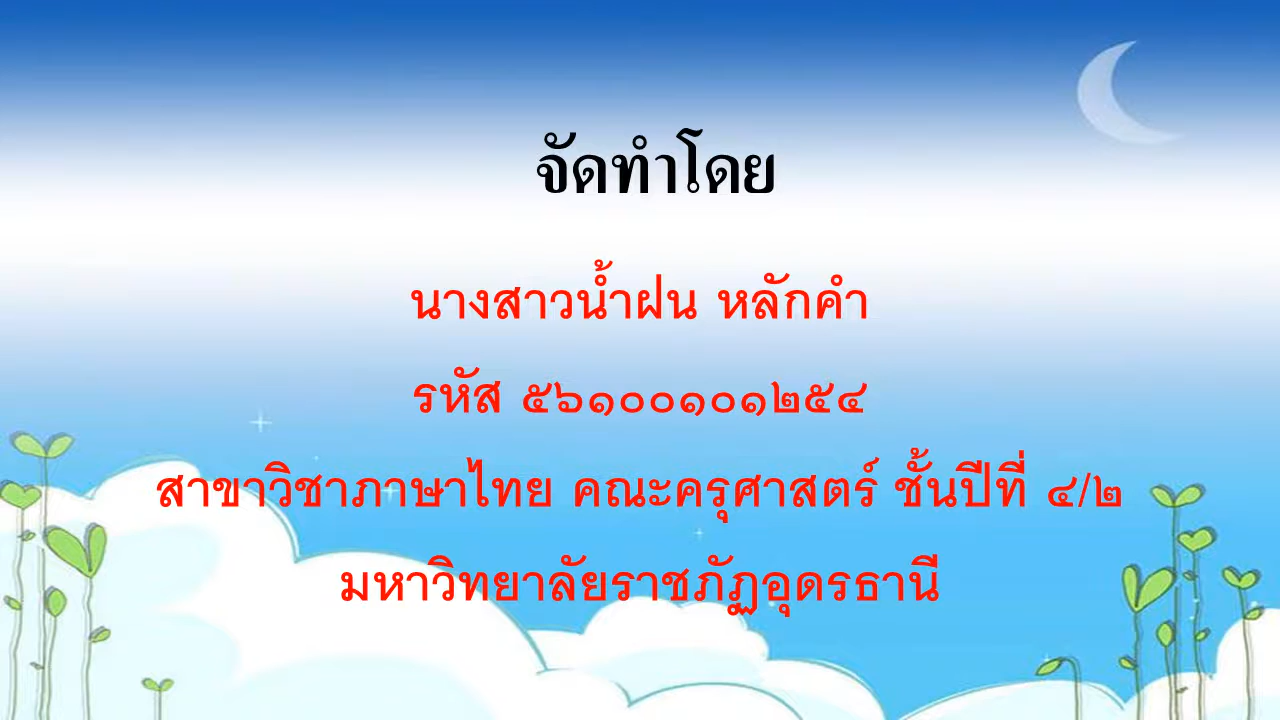 จัดทำโดย
นางสาวน้ำฝน หลักคำ
รหัส ๕๖๑๐๐๑๐๑๒๕๔
สาขาวิชาภาษาไทย คณะครุศาสตร์ ชั้นปีที่ ๔/๒
มหาวิทยาลัยราชภัฏอุดรธานี